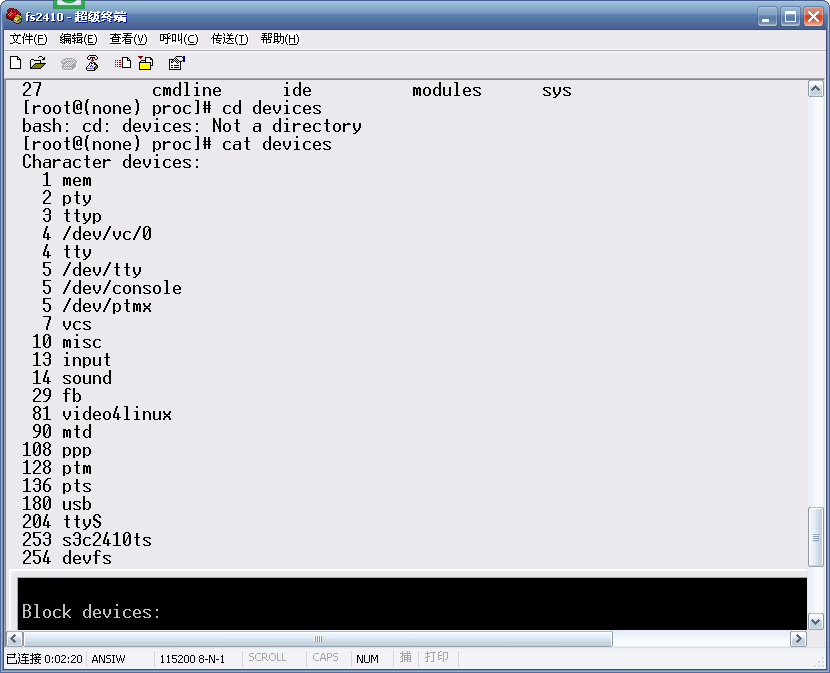 fs2410 - 超级终端
文件(F) 编辑(E) 查看(V) 呼叫(C) 传送(T) 帮助(H)
27 cmdline ide modules sys
[root@(none) proc]# cd devices
bash: cd: devices: Not a directory
[root@(none) proc]# cat devices
Character devices:
1 mem
2 pty
3 ttyp
4 /dev/vc/0
4 tty
5 /dev/tty
5 /dev/console
5 /dev/ptmx
7 vcs
10 misc
13 input
14 sound
29 fb
81 video4linux
90 mtd
108 ppp
128 ptm
136 pts
180 usb
204 ttyS
253 s3c2410ts
254 devfs
Block devices:
已连接 0:02:20 ANSIW 115200 8-N-1 SCROLL CAPS NUM 捕 打印